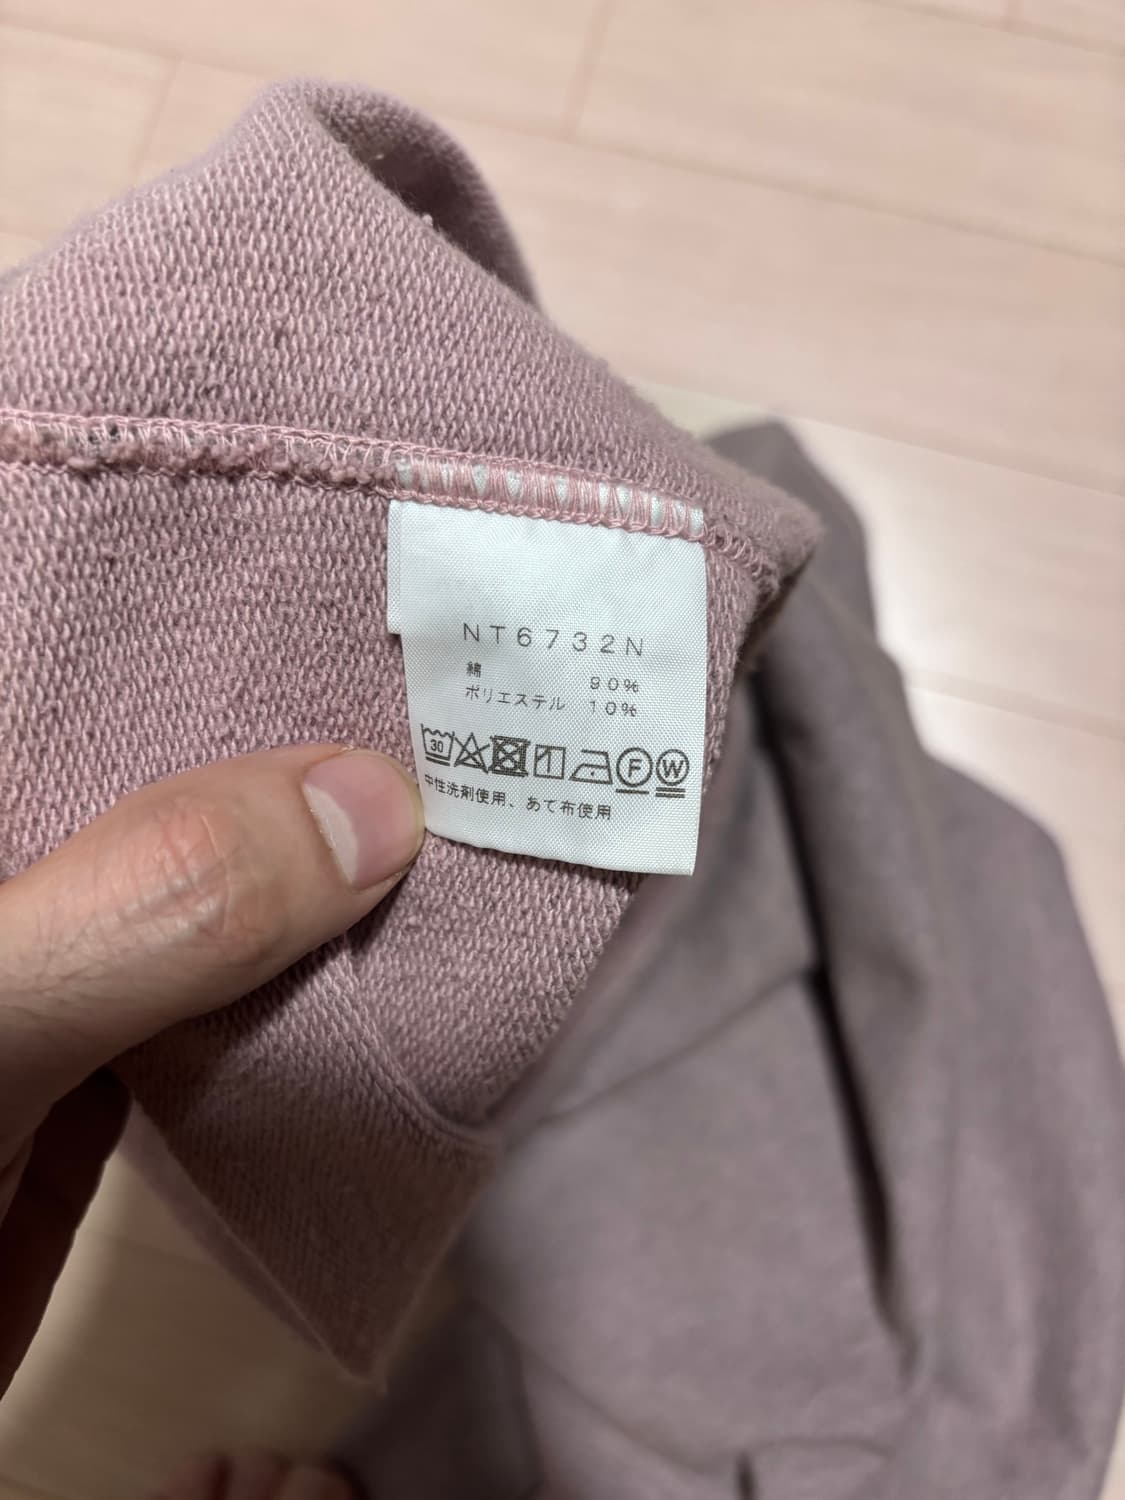 NT6732N
綿 90%
ポリエステル 10%
30 F W
中性洗剤使用、あて布使用